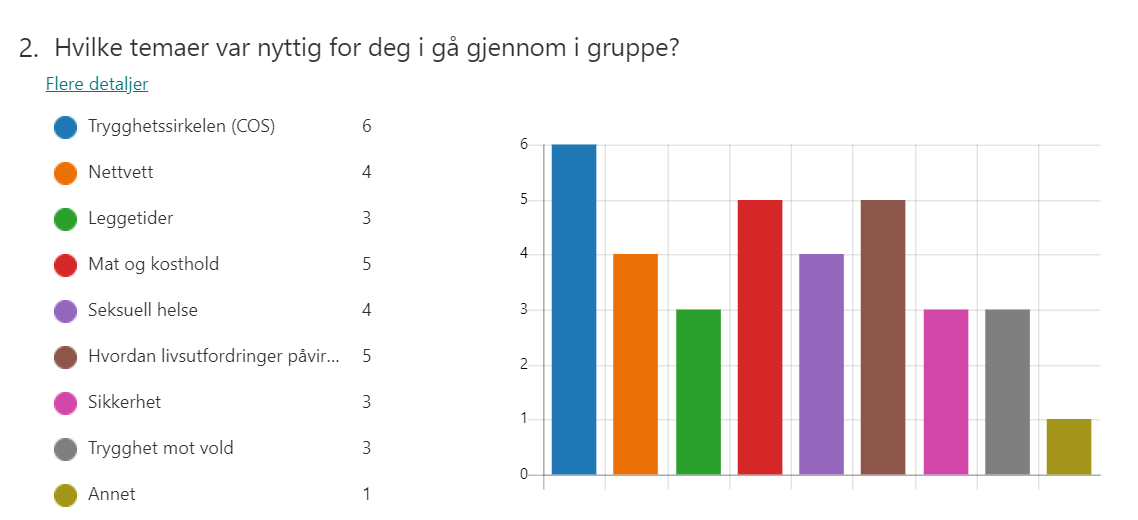 2. Hvilke temaer var nyttig for deg i gå gjennom i gruppe?
Flere detaljer
Trygghetssirkelen (COS) 6
Nettvett 4
Leggetider 3
Mat og kosthold 5
Seksuell helse 4
Hvordan livsutfordringer påvir... 5
Sikkerhet 3
Trygghet mot vold 3
Annet 1
6
5
4
3
2
1
0